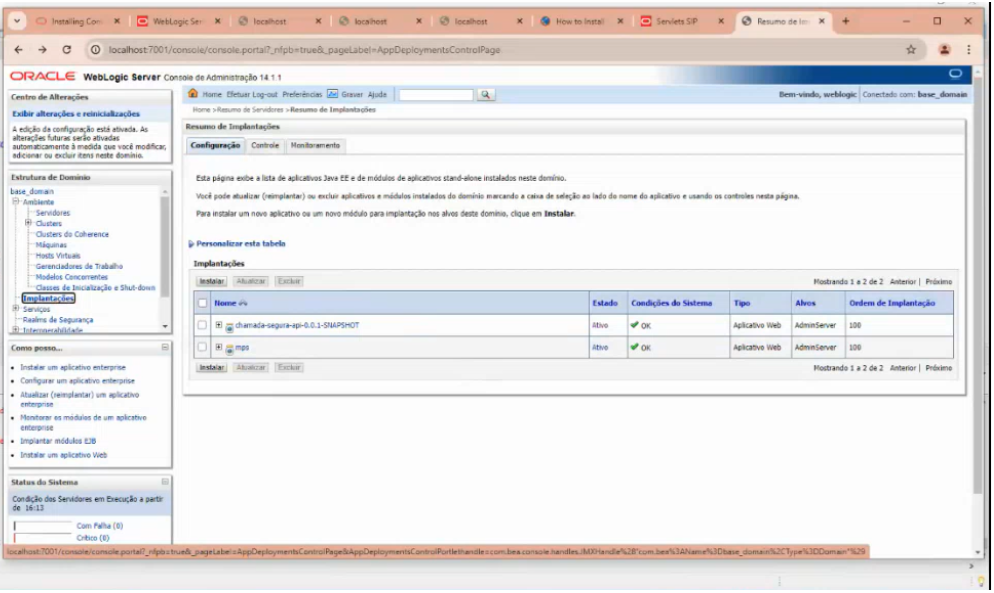 Installing Con
WebLogic Ser
localhost
localhost
localhost
How to Instal
Servlets SIP
Resumo de Im
localhost:7001/console/console.portal?_nfpb=true&_pageLabel=AppDeploymentsControlPage
ORACLE WebLogic Server Console de Administração 14.1.1
Centro de Alterações
Exibir alterações e reinicializações
A edição da configuração está ativada. As
alterações futuras serão ativadas
automaticamente à medida que você modificar,
adicionar ou excluir itens neste domínio.
Estrutura de Domínio
base_domain
Ambiente
Servidores
Clusters
Clusters do Coherence
Máquinas
Hosts Virtuais
Gerenciadores de Trabalho
Modelos Concorrentes
Classes de Inicialização e Shut-down
Implantações
Serviços
Realms de Segurança
Interoperabilidade
Como posso...
Instalar um aplicativo enterprise
Configurar um aplicativo enterprise
Atualizar (reimplantar) um aplicativo
enterprise
Monitorar os módulos de um aplicativo
enterprise
Implantar módulos EJB
Instalar um aplicativo Web
Status do Sistema
Condição dos Servidores em Execução a partir
de 16:13
Com Falha (0)
Crítico (0)
Home Efetuar Log-out Preferências Gravar Ajuda
Bem-vindo, weblogic Conectado com: base_domain
Home >Resumo de Servidores >Resumo de Implantações
Resumo de Implantações
Configuração Controle Monitoramento
Esta página exibe a lista de aplicativos Java EE e de módulos de aplicativos stand-alone instalados neste domínio.
Você pode atualizar (reimplantar) ou excluir aplicativos e módulos instalados do domínio marcando a caixa de seleção ao lado do nome do aplicativo e usando os controles nesta página.
Para instalar um novo aplicativo ou um novo módulo para implantação nos alvos deste domínio, clique em Instalar.
Personalizar esta tabela
Implantações
Instalar Atualizar Excluir Mostrando 1 a 2 de 2 Anterior | Próximo
Nome Estado Condições do Sistema Tipo Alvos Ordem de Implantação
chamada-segura-api-0.0.1-SNAPSHOT Ativo OK Aplicativo Web AdminServer 100
mps Ativo OK Aplicativo Web AdminServer 100
Instalar Atualizar Excluir Mostrando 1 a 2 de 2 Anterior | Próximo
localhost:7001/console/console.portal?_nfpb=true&_pageLabel=AppDeploymentsControlPage&AppDeploymentsControlPortlethandle=com.bea.console.handles.JMXHandle%28"com.bea%3AName%3Dbase_domain%2CType%3DDomain"%29